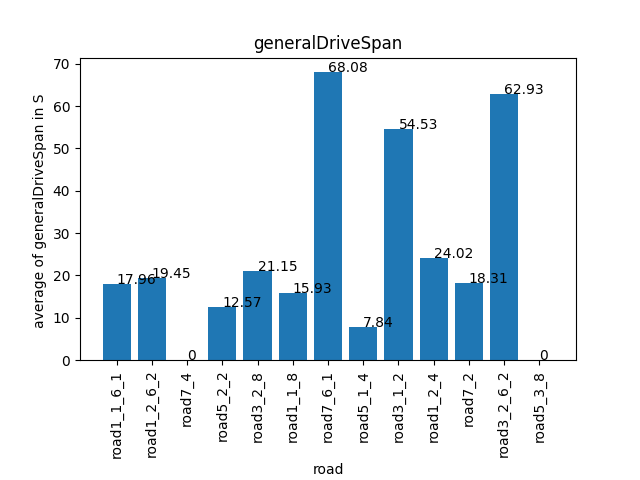 generalDriveSpan
average of generalDriveSpan in S
70
60
50
40
30
20
10
0
17.96
19.45
0
12.57
21.15
15.93
68.08
7.84
54.53
24.02
18.31
62.93
0
road1_1_6_1
road1_2_6_2
road7_4
road5_2_2
road3_2_8
road1_1_8
road7_6_1
road5_1_4
road3_1_2
road1_2_4
road7_2
road3_2_6_2
road5_3_8
road